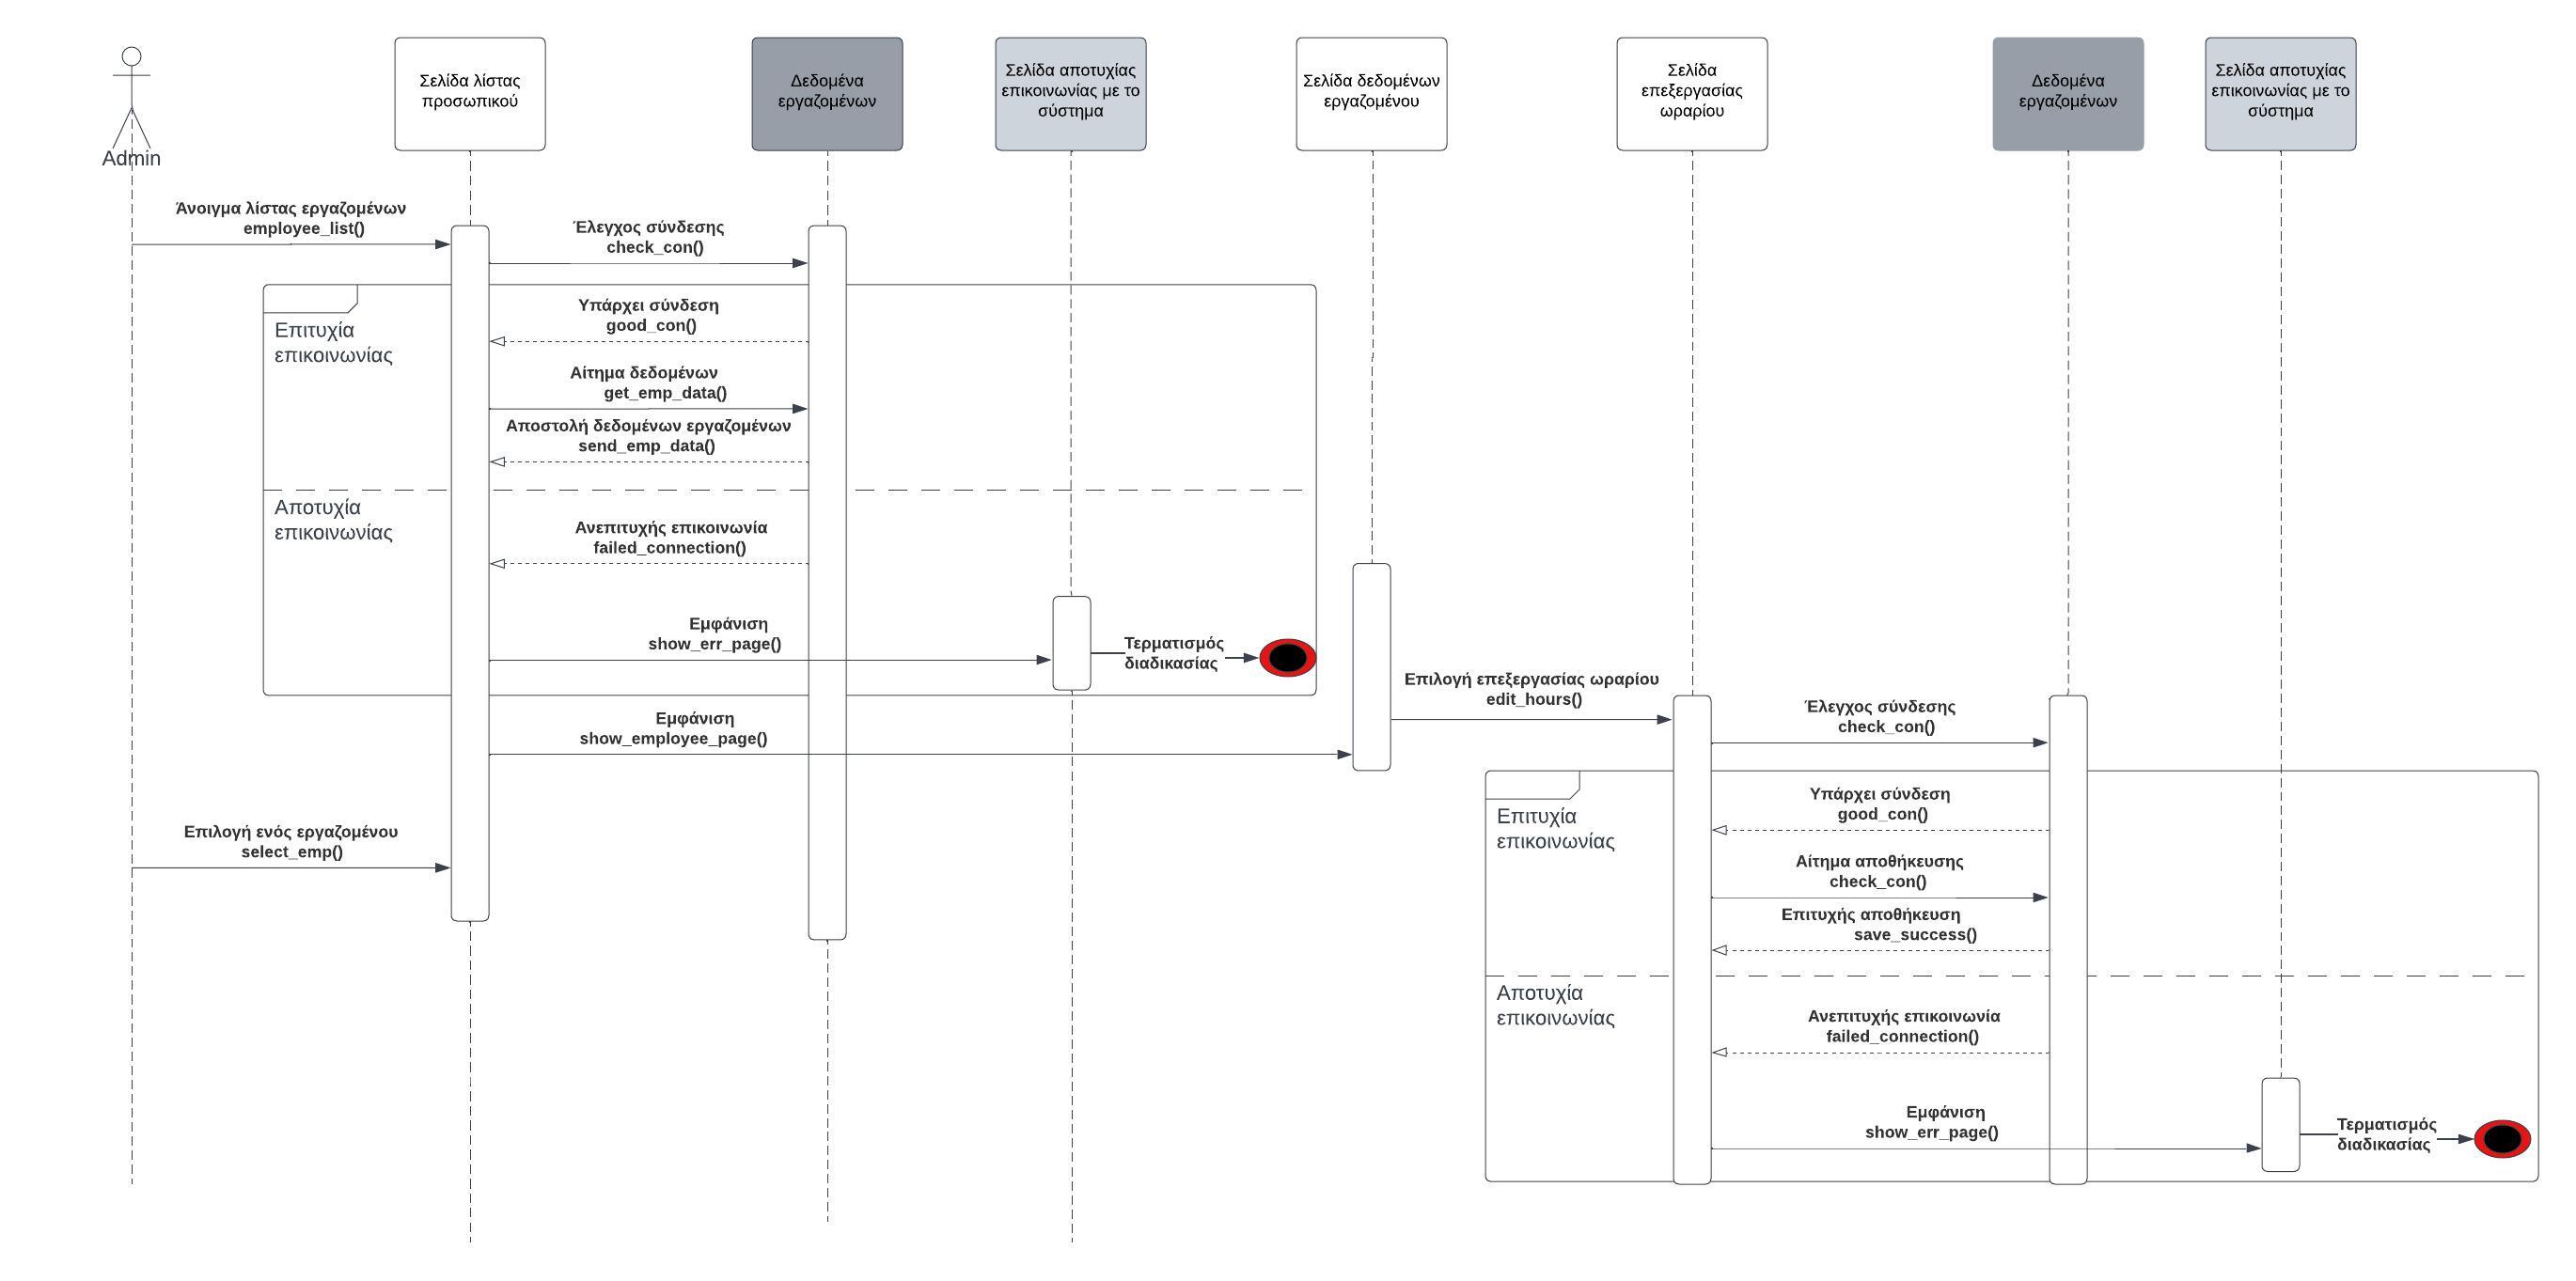 Admin
Σελίδα λίστας
προσωπικού
Δεδομένα
εργαζομένων
Σελίδα αποτυχίας
επικοινωνίας με το
σύστημα
Σελίδα δεδομένων
εργαζομένου
Σελίδα
επεξεργασίας
ωραρίου
Δεδομένα
εργαζομένων
Σελίδα αποτυχίας
επικοινωνίας με το
σύστημα
Άνοιγμα λίστας εργαζομένων
employee_list()
Έλεγχος σύνδεσης
check_con()
Επιτυχία
επικοινωνίας
Υπάρχει σύνδεση
good_con()
Αίτημα δεδομένων
get_emp_data()
Αποστολή δεδομένων εργαζομένων
send_emp_data()
Αποτυχία
επικοινωνίας
Ανεπιτυχής επικοινωνία
failed_connection()
Εμφάνιση
show_err_page()
Τερματισμός
διαδικασίας
Εμφάνιση
show_employee_page()
Επιλογή ενός εργαζομένου
select_emp()
Επιλογή επεξεργασίας ωραρίου
edit_hours()
Έλεγχος σύνδεσης
check_con()
Επιτυχία
επικοινωνίας
Υπάρχει σύνδεση
good_con()
Αίτημα αποθήκευσης
check_con()
Επιτυχής αποθήκευση
save_success()
Αποτυχία
επικοινωνίας
Ανεπιτυχής επικοινωνία
failed_connection()
Εμφάνιση
show_err_page()
Τερματισμός
διαδικασίας